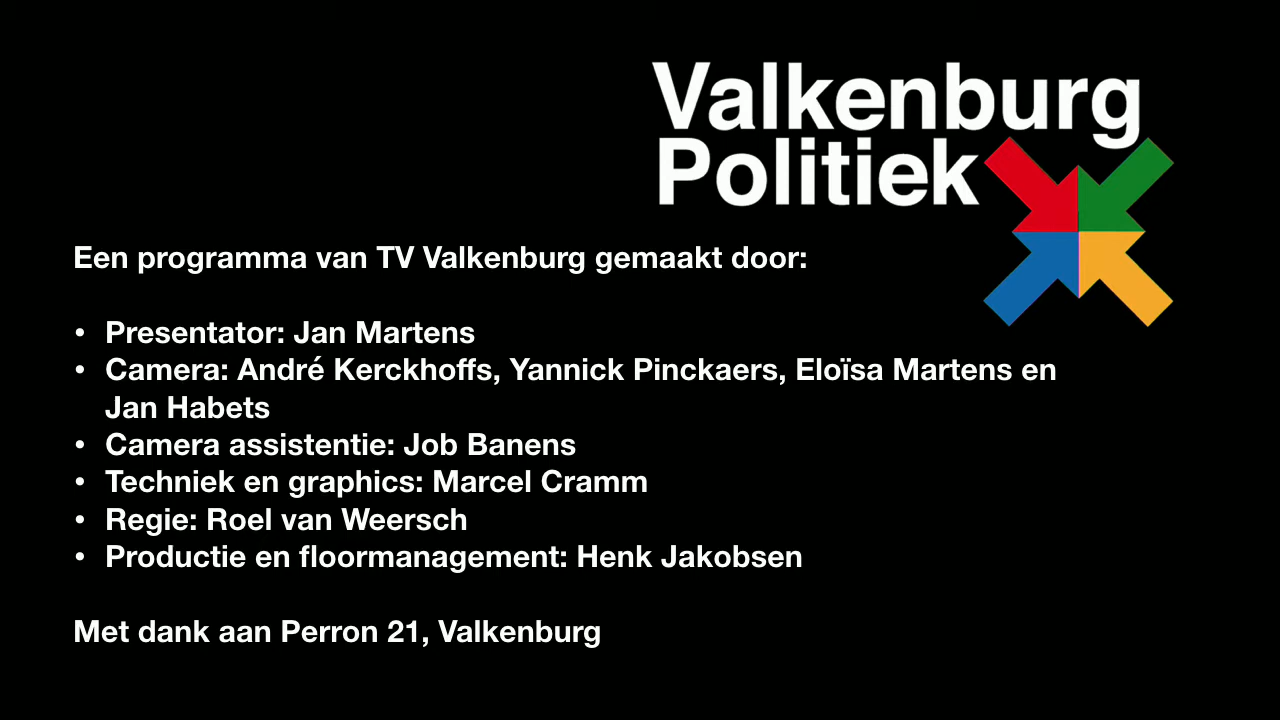 Valkenburg
Politiek
Een programma van TV Valkenburg gemaakt door:
• Presentator: Jan Martens
• Camera: André Kerckhoffs, Yannick Pinckaers, Eloïsa Martens en
Jan Habets
• Camera assistentie: Job Banens
• Techniek en graphics: Marcel Cramm
• Regie: Roel van Weersch
• Productie en floormanagement: Henk Jakobsen
Met dank aan Perron 21, Valkenburg